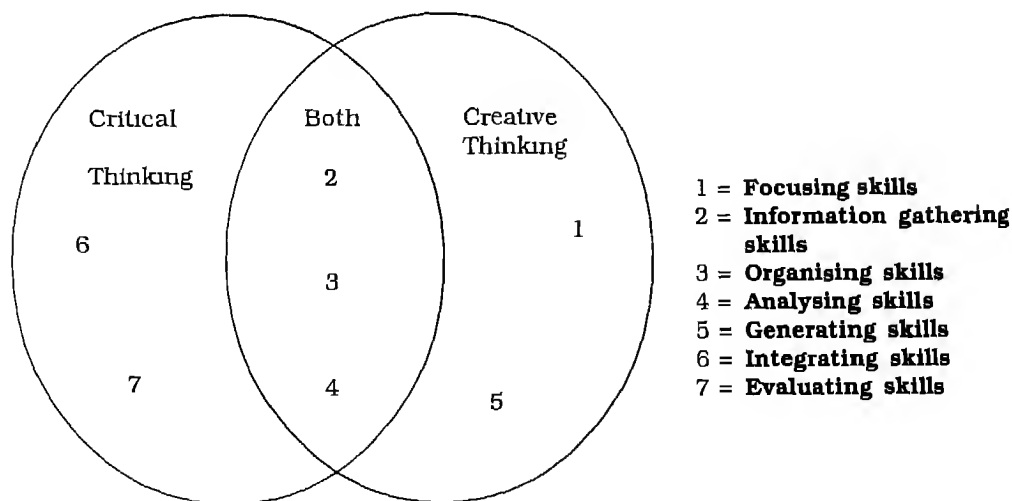 Critical
Thinking
Both
Creative
Thinking
2
1
6
3
7
4
5
1 = Focusing skills
2 = Information gathering
skills
3 = Organising skills
4 = Analysing skills
5 = Generating skills
6 = Integrating skills
7 = Evaluating skills